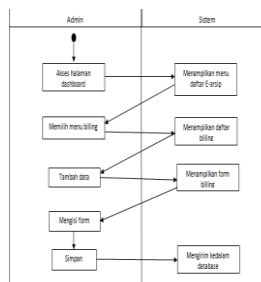 Admin
Sistem
Akses halaman
dashboard
Menampilkan menu
daftar E-arsip
Memilih menu billing
Menampilkan daftar
billing
Tambah data
Menampilkan form
billing
Mengisi form
Simpan
Mengirim kedalam
database